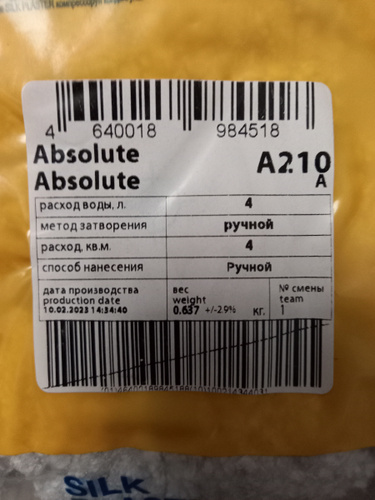 SILK PLASTER
4 640018 984518
Absolute A210
Absolute A
расход воды, л. 4
метод затворения ручной
расход, кв.м. 4
способ нанесения Ручной
дата производства вес № смены
production date weight team
10.02.2023 14:34:40 0.637 +/-2.9% кг. 1
SILK